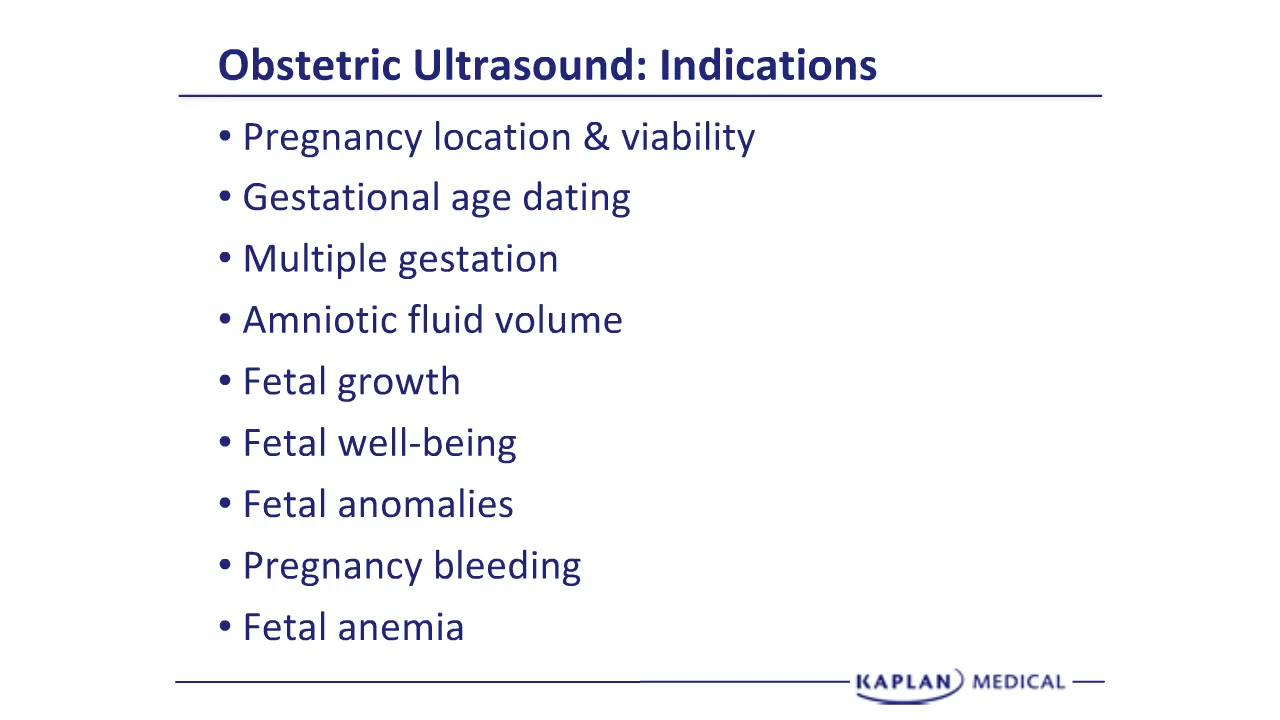 Obstetric Ultrasound: Indications
• Pregnancy location & viability
• Gestational age dating
• Multiple gestation
• Amniotic fluid volume
• Fetal growth
• Fetal well-being
• Fetal anomalies
• Pregnancy bleeding
• Fetal anemia
KAPLAN MEDICAL